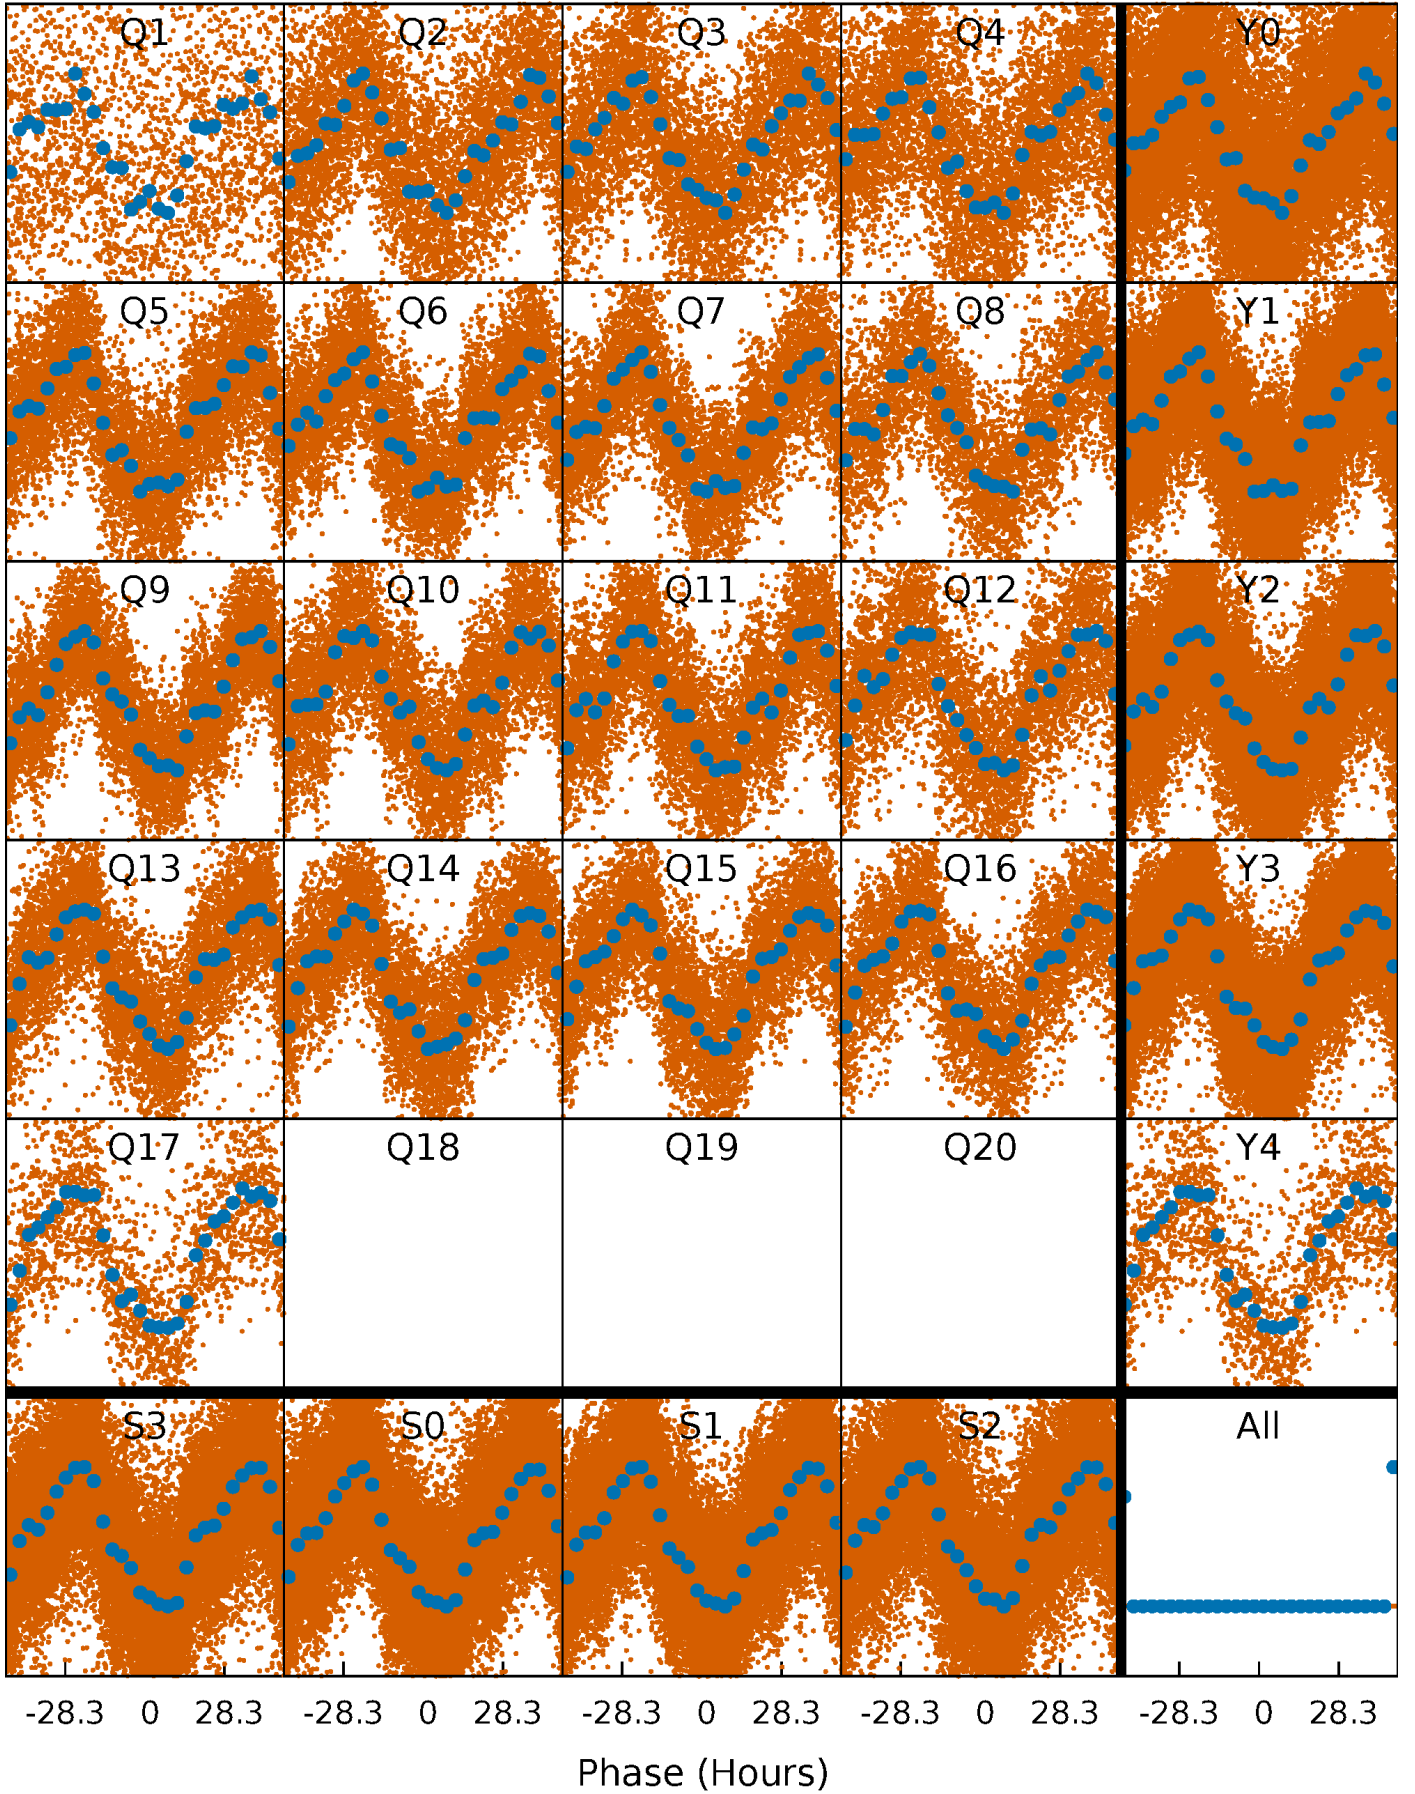 Q1 Q2 Q3 Q4 Y0
Q5 Q6 Q7 Q8 Y1
Q9 Q10 Q11 Q12 Y2
Q13 Q14 Q15 Q16 Y3
Q17 Q18 Q19 Q20 Y4
S3 S0 S1 S2 All
-28.3 0 28.3 -28.3 0 28.3 -28.3 0 28.3 -28.3 0 28.3 -28.3 0 28.3
Phase (Hours)